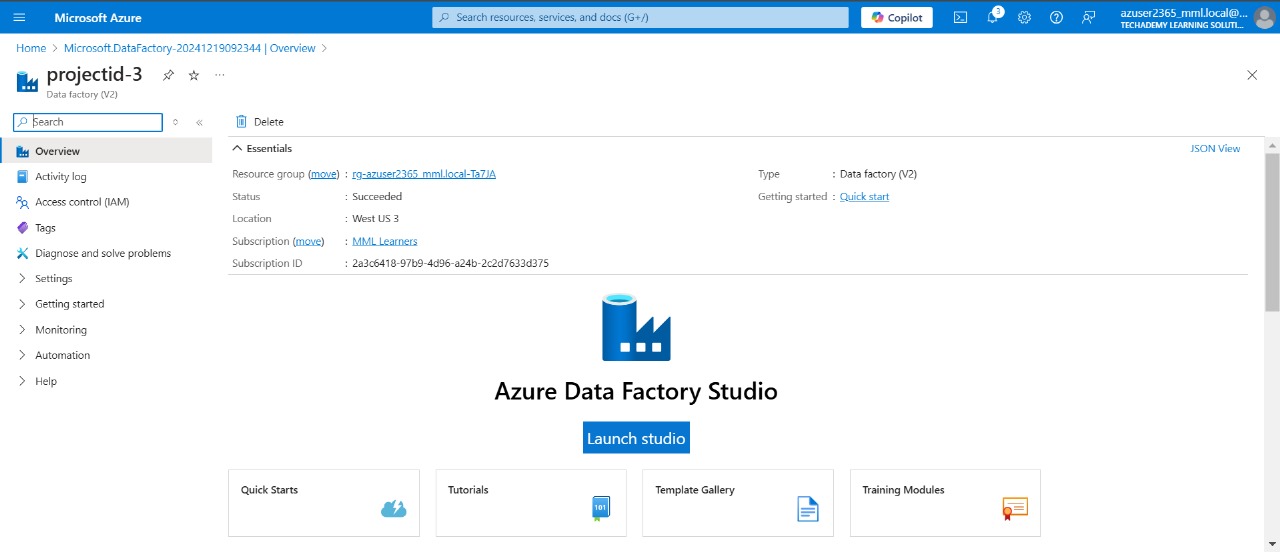 Microsoft Azure
Search resources, services, and docs (G+/)
Copilot
3
azuser2365_mml.local@...
TECHADEMY LEARNING SOLUTI...
Home > Microsoft.DataFactory-20241219092344 | Overview >
projectid-3
Data factory (V2)
Search
Delete
Overview
Activity log
Access control (IAM)
Tags
Diagnose and solve problems
Settings
Getting started
Monitoring
Automation
Help
Essentials
JSON View
Resource group (move) : rg-azuser2365_mml.local-Ta7JA
Status : Succeeded
Location : West US 3
Subscription (move) : MML Learners
Subscription ID : 2a3c6418-97b9-4d96-a24b-2c2d7633d375
Type : Data factory (V2)
Getting started : Quick start
Azure Data Factory Studio
Launch studio
Quick Starts
Tutorials
101
Template Gallery
Training Modules